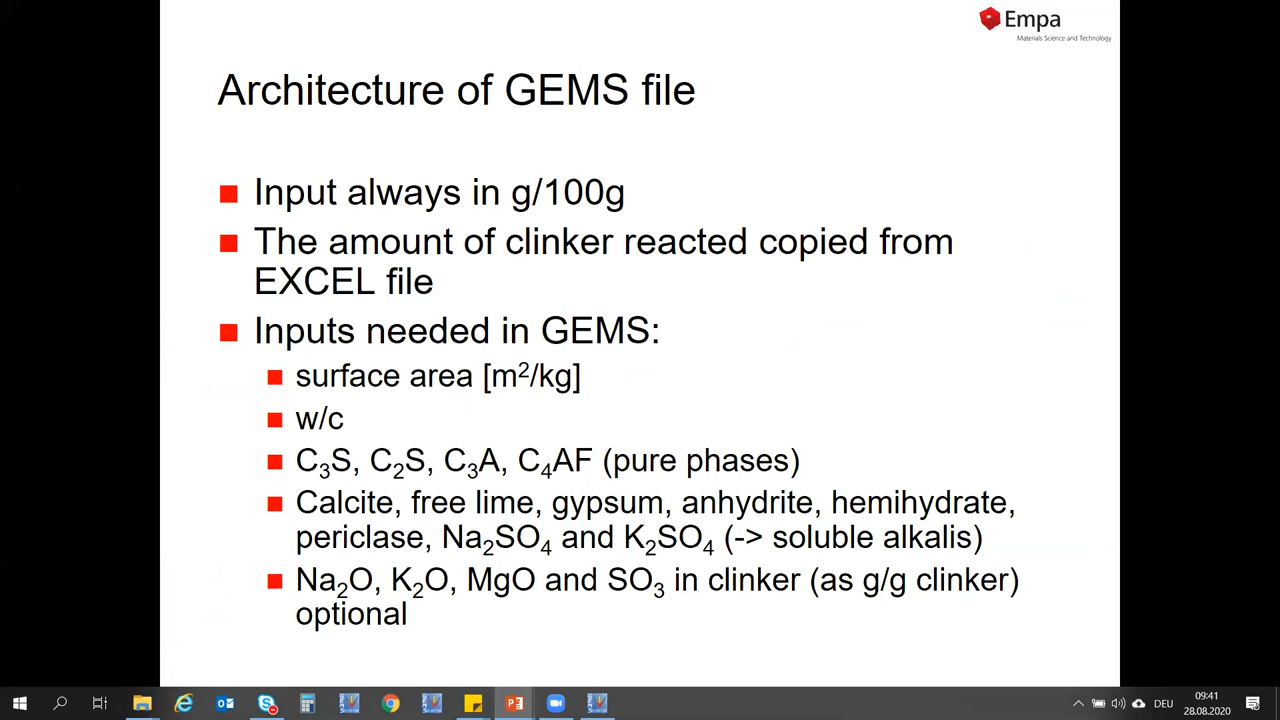 Empa
Materials Science and Technology
Architecture of GEMS file
Input always in g/100g
The amount of clinker reacted copied from
EXCEL file
Inputs needed in GEMS:
surface area [m²/kg]
w/c
C₃S, C₂S, C₃A, C₄AF (pure phases)
Calcite, free lime, gypsum, anhydrite, hemihydrate,
periclase, Na₂SO₄ and K₂SO₄ (-> soluble alkalis)
Na₂O, K₂O, MgO and SO₃ in clinker (as g/g clinker)
optional
DEU
09:41
28.08.2020